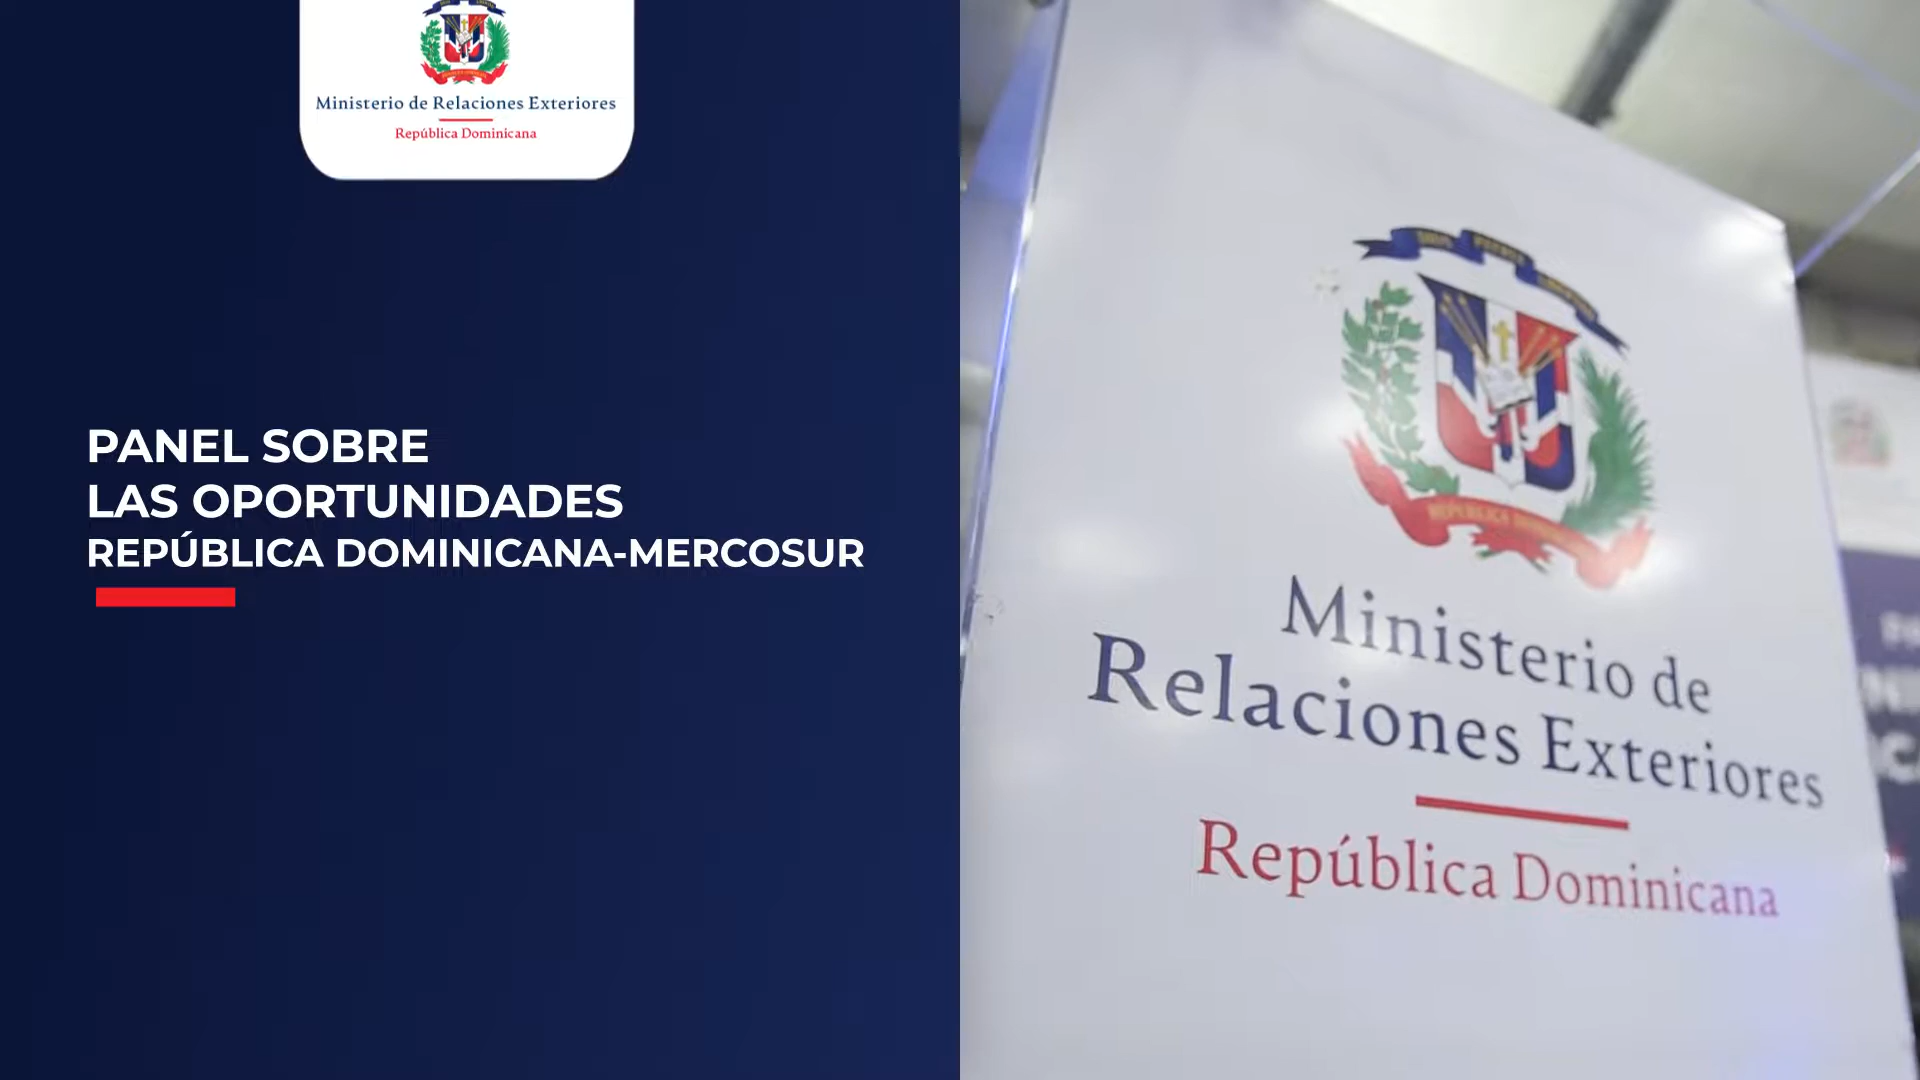 Ministerio de Relaciones Exteriores
República Dominicana
PANEL SOBRE
LAS OPORTUNIDADES
REPÚBLICA DOMINICANA-MERCOSUR
Ministerio de
Relaciones Exteriores
República Dominicana